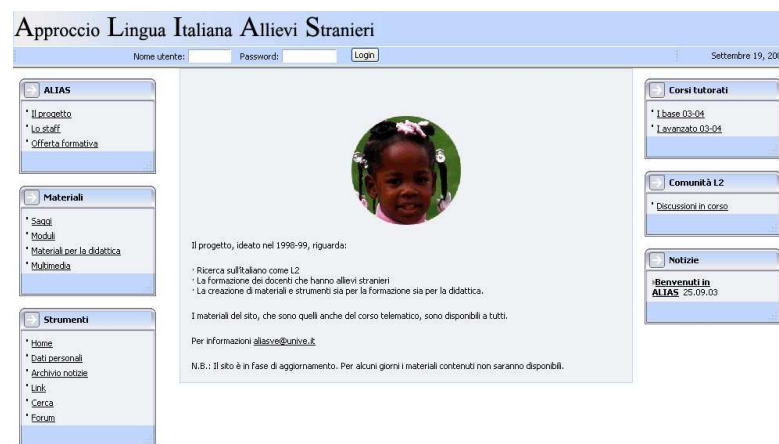 Approccio Lingua Italiana Allievi Stranieri
Nome utente: Password: Login Settembre 19, 200
ALIAS
Il progetto
Lo staff
Offerta formativa
Materiali
Saggi
Moduli
Materiali per la didattica
Multimedia
Strumenti
Home
Dati personali
Archivio notizie
Link
Cerca
Forum
Il progetto, ideato nel 1998-99, riguarda:
· Ricerca sull'italiano come L2
· La formazione dei docenti che hanno allievi stranieri
· La creazione di materiali e strumenti sia per la formazione sia per la didattica.
I materiali del sito, che sono quelli anche del corso telematico, sono disponibili a tutti.
Per informazioni aliasve@unive.it
N.B.: Il sito è in fase di aggiornamento. Per alcuni giorni i materiali contenuti non saranno disponibili.
Corsi tutorati
I base 03-04
I avanzato 03-04
Comunità L2
Discussioni in corso
Notizie
Benvenuti in
ALIAS 25.09.03